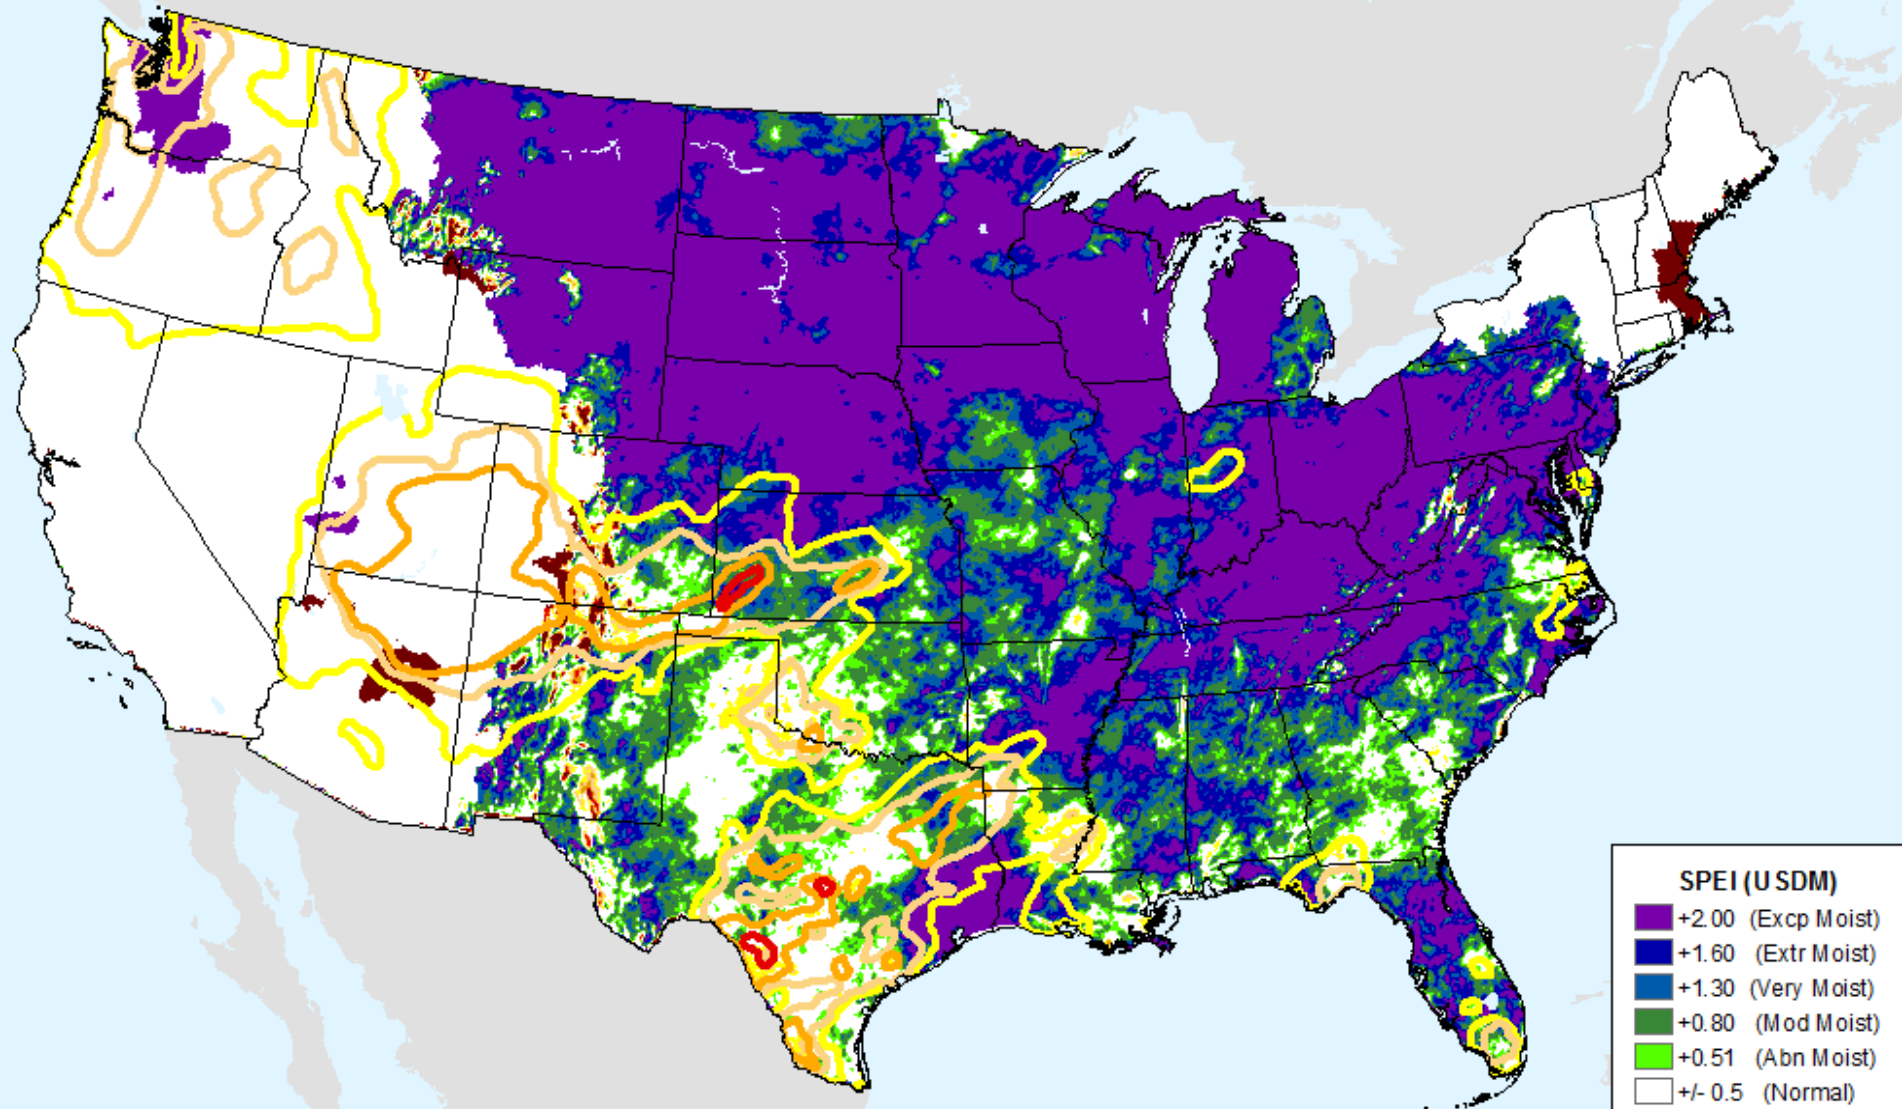 SPEI (USDM)
+2.00 (Excp Moist)
+1.60 (Extr Moist)
+1.30 (Very Moist)
+0.80 (Mod Moist)
+0.51 (Abn Moist)
+/- 0.5 (Normal)